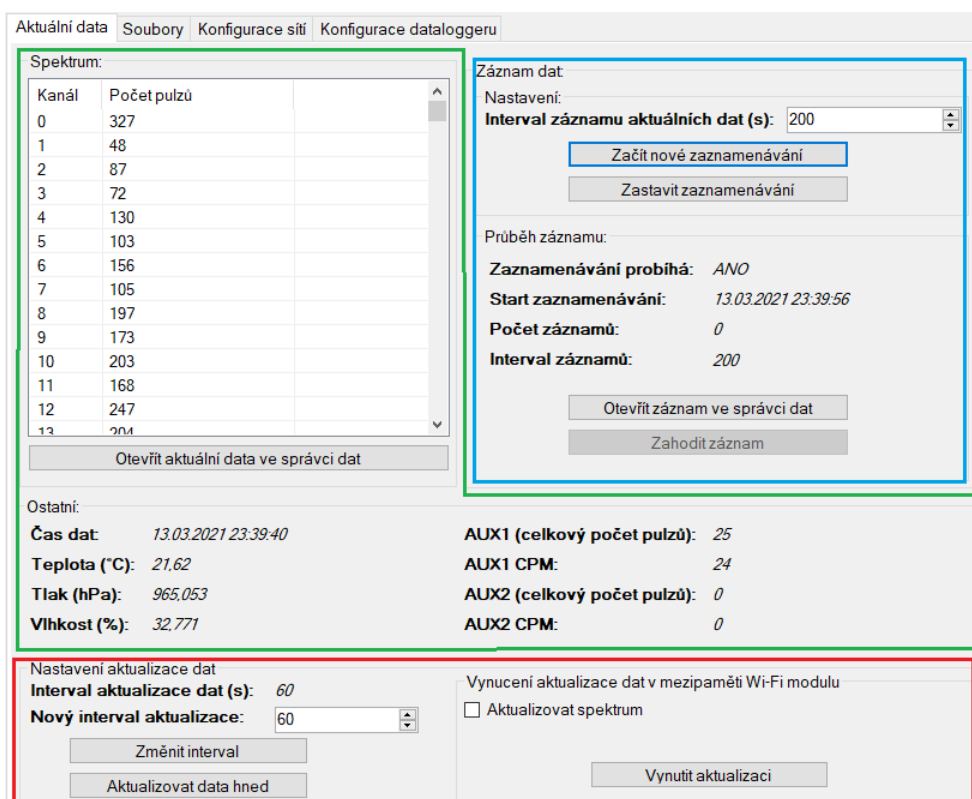 Aktuální data Soubory Konfigurace sítí Konfigurace dataloggeru
Spektrum:
Kanál Počet pulzů
0 327
1 48
2 87
3 72
4 130
5 103
6 156
7 105
8 197
9 173
10 203
11 168
12 247
13 204
Otevřít aktuální data ve správci dat
Záznam dat:
Nastavení:
Interval záznamu aktuálních dat (s): 200
Začít nové zaznamenávání
Zastavit zaznamenávání
Průběh záznamu:
Zaznamenávání probíhá: ANO
Start zaznamenávání: 13.03.2021 23:39:56
Počet záznamů: 0
Interval záznamů: 200
Otevřít záznam ve správci dat
Zahodit záznam
Ostatní:
Čas dat: 13.03.2021 23:39:40
Teplota (°C): 21,62
Tlak (hPa): 965,053
Vlhkost (%): 32,771
AUX1 (celkový počet pulzů): 25
AUX1 CPM: 24
AUX2 (celkový počet pulzů): 0
AUX2 CPM: 0
Nastavení aktualizace dat
Interval aktualizace dat (s): 60
Nový interval aktualizace: 60
Změnit interval
Aktualizovat data hned
Vynucení aktualizace dat v mezipaměti Wi-Fi modulu
Aktualizovat spektrum
Vynutit aktualizaci